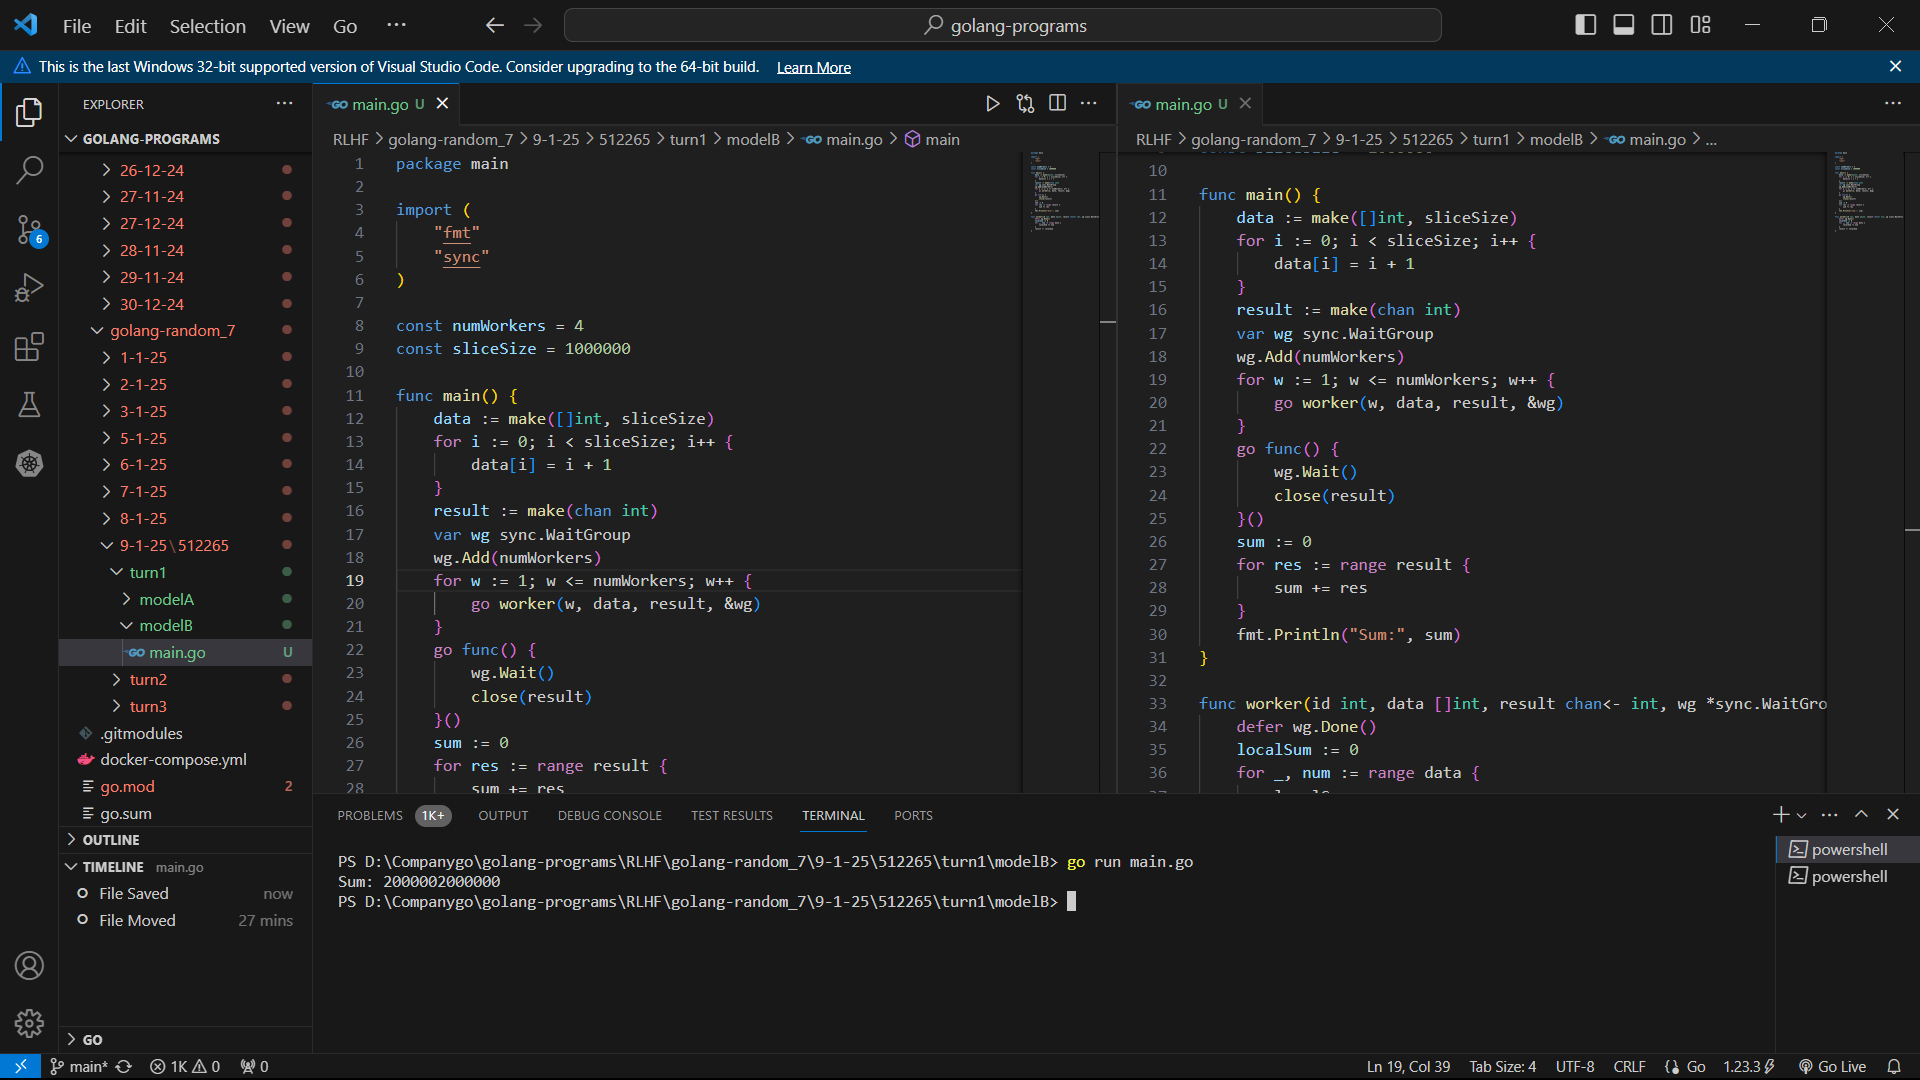 File Edit Selection View Go ··· golang-programs
This is the last Windows 32-bit supported version of Visual Studio Code. Consider upgrading to the 64-bit build. Learn More
EXPLORER
GOLANG-PROGRAMS
26-12-24
27-11-24
27-12-24
28-11-24
29-11-24
30-12-24
golang-random_7
1-1-25
2-1-25
3-1-25
5-1-25
6-1-25
7-1-25
8-1-25
9-1-25\512265
turn1
modelA
modelB
GO main.go U
turn2
turn3
.gitmodules
docker-compose.yml
go.mod 2
go.sum
OUTLINE
TIMELINE main.go
File Saved now
File Moved 27 mins
GO
6
GO main.go U
RLHF > golang-random_7 > 9-1-25 > 512265 > turn1 > modelB > GO main.go > main
1 package main
2
3 import (
4 "fmt"
5 "sync"
6 )
7
8 const numWorkers = 4
9 const sliceSize = 1000000
10
11 func main() {
12 data := make([]int, sliceSize)
13 for i := 0; i < sliceSize; i++ {
14 data[i] = i + 1
15 }
16 result := make(chan int)
17 var wg sync.WaitGroup
18 wg.Add(numWorkers)
19 for w := 1; w <= numWorkers; w++ {
20 go worker(w, data, result, &wg)
21 }
22 go func() {
23 wg.Wait()
24 close(result)
25 }()
26 sum := 0
27 for res := range result {
28 sum += res
GO main.go U
RLHF > golang-random_7 > 9-1-25 > 512265 > turn1 > modelB > GO main.go > ...
10
11 func main() {
12 data := make([]int, sliceSize)
13 for i := 0; i < sliceSize; i++ {
14 data[i] = i + 1
15 }
16 result := make(chan int)
17 var wg sync.WaitGroup
18 wg.Add(numWorkers)
19 for w := 1; w <= numWorkers; w++ {
20 go worker(w, data, result, &wg)
21 }
22 go func() {
23 wg.Wait()
24 close(result)
25 }()
26 sum := 0
27 for res := range result {
28 sum += res
29 }
30 fmt.Println("Sum:", sum)
31 }
32
33 func worker(id int, data []int, result chan<- int, wg *sync.WaitGro
34 defer wg.Done()
35 localSum := 0
36 for _, num := range data {
PROBLEMS 1K+ OUTPUT DEBUG CONSOLE TEST RESULTS TERMINAL PORTS
PS D:\Companygo\golang-programs\RLHF\golang-random_7\9-1-25\512265\turn1\modelB> go run main.go
Sum: 2000002000000
PS D:\Companygo\golang-programs\RLHF\golang-random_7\9-1-25\512265\turn1\modelB>
powershell
powershell
main* 1K 0 0 Ln 19, Col 39 Tab Size: 4 UTF-8 CRLF Go 1.23.3 Go Live